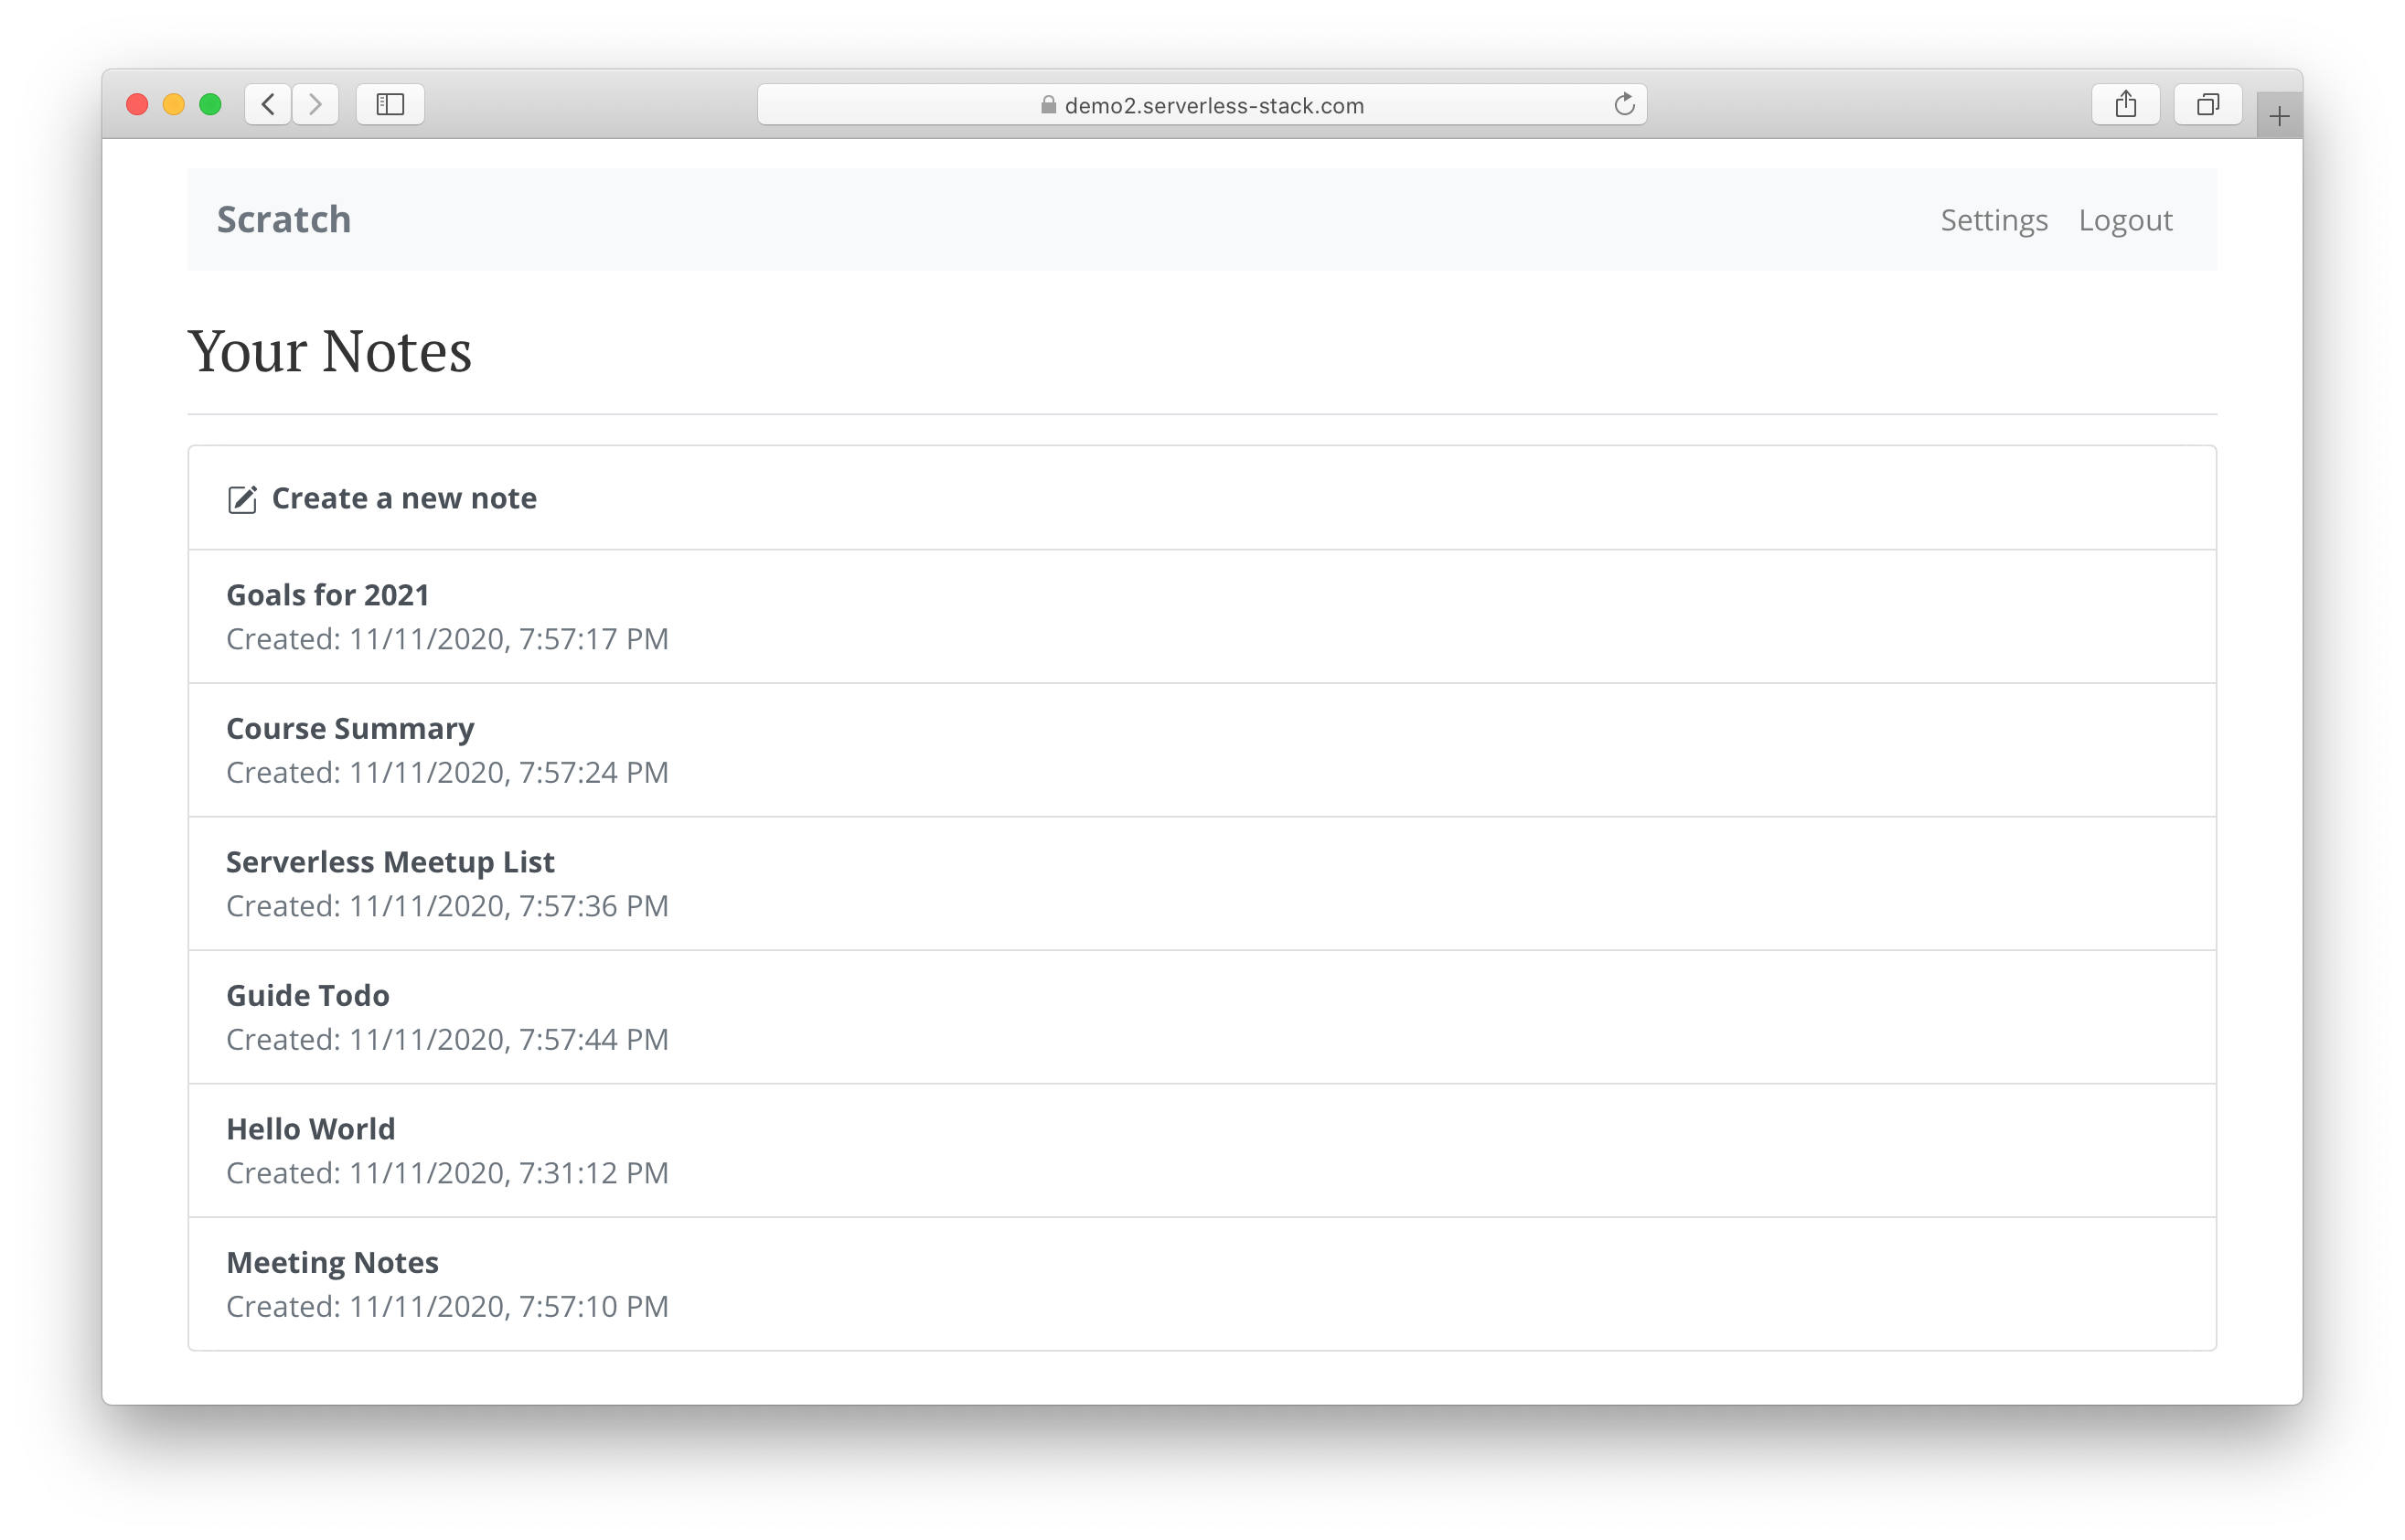 demo2.serverless-stack.com
Scratch
Settings Logout
Your Notes
Create a new note
Goals for 2021
Created: 11/11/2020, 7:57:17 PM
Course Summary
Created: 11/11/2020, 7:57:24 PM
Serverless Meetup List
Created: 11/11/2020, 7:57:36 PM
Guide Todo
Created: 11/11/2020, 7:57:44 PM
Hello World
Created: 11/11/2020, 7:31:12 PM
Meeting Notes
Created: 11/11/2020, 7:57:10 PM